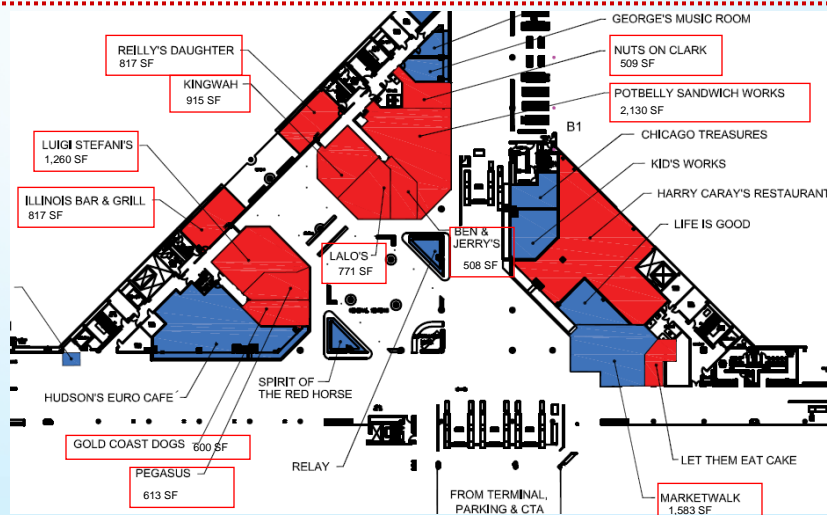 GEORGE'S MUSIC ROOM
REILLY'S DAUGHTER
817 SF
NUTS ON CLARK
509 SF
KINGWAH
915 SF
POTBELLY SANDWICH WORKS
2,130 SF
B1
CHICAGO TREASURES
LUIGI STEFANI'S
1,260 SF
KID'S WORKS
HARRY CARAY'S RESTAURANT
ILLINOIS BAR & GRILL
817 SF
LIFE IS GOOD
BEN &
JERRY'S
508 SF
LALO'S
771 SF
SPIRIT OF
THE RED HORSE
HUDSON'S EURO CAFE
GOLD COAST DOGS 600 SF
RELAY
LET THEM EAT CAKE
PEGASUS
613 SF
FROM TERMINAL,
PARKING & CTA
MARKETWALK
1,583 SF